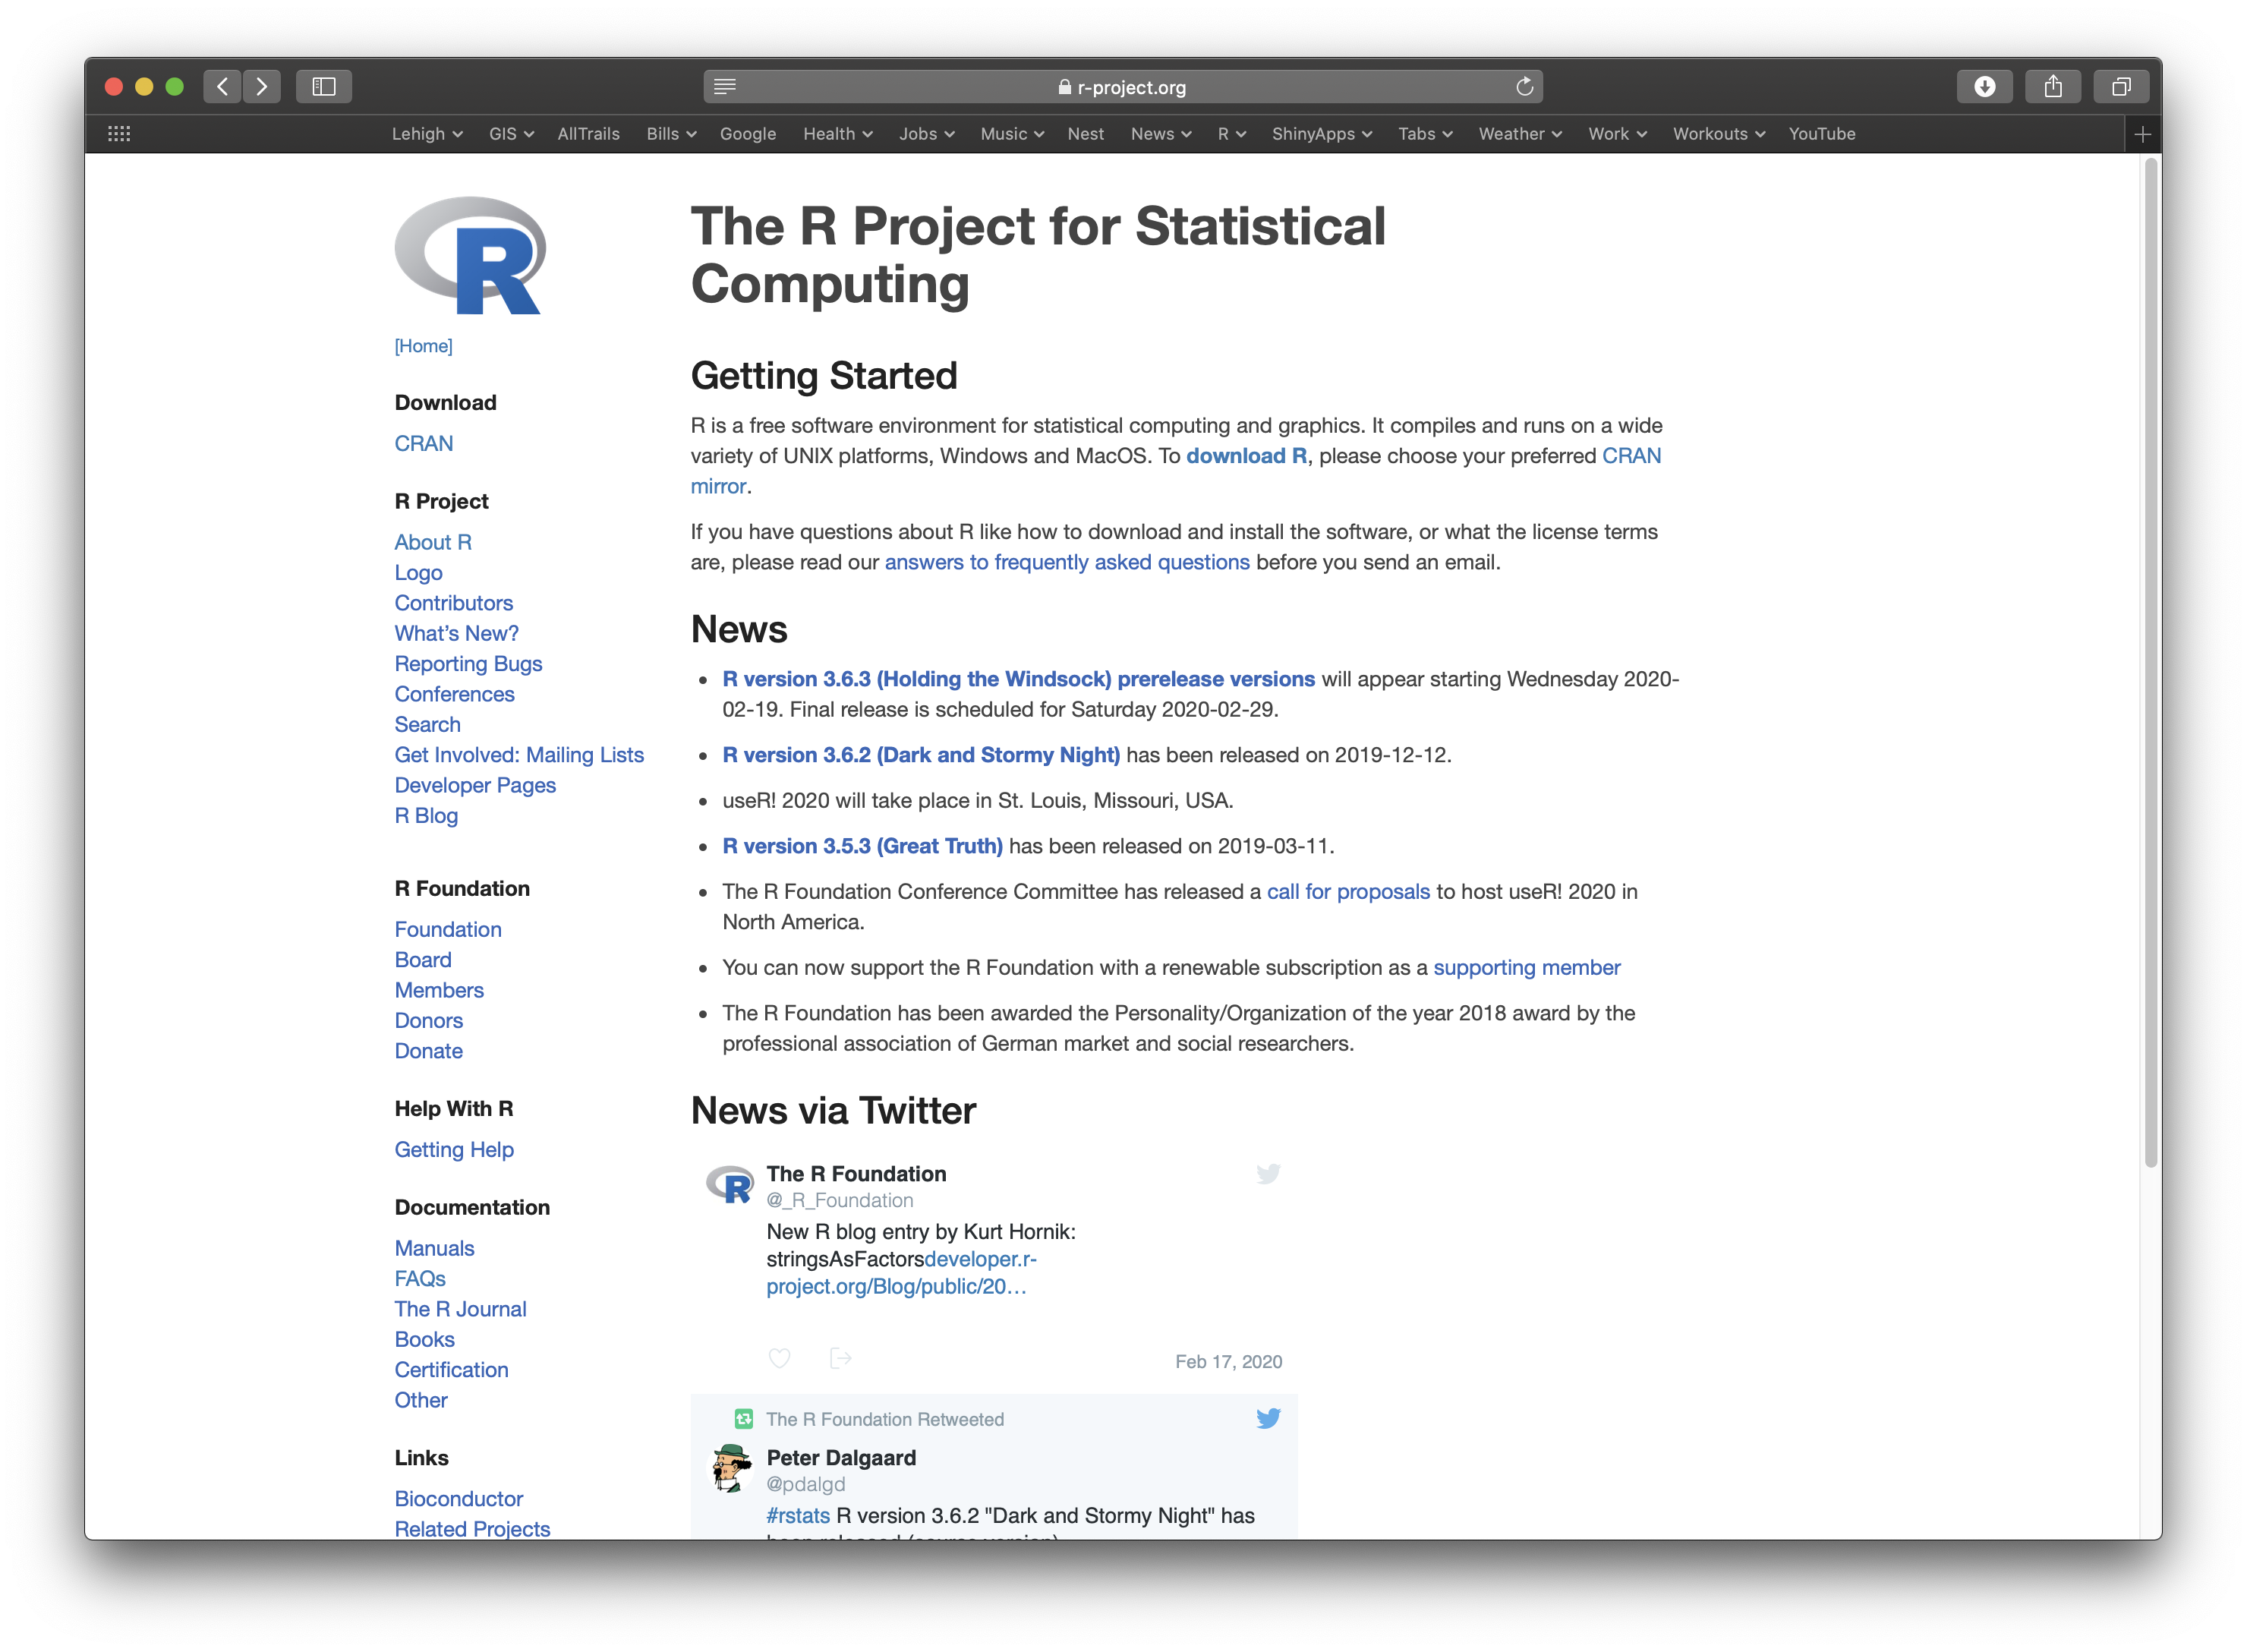 r-project.org
Lehigh GIS AllTrails Bills Google Health Jobs Music Nest News R ShinyApps Tabs Weather Work Workouts YouTube
R
[Home]
Download
CRAN
R Project
About R
Logo
Contributors
What’s New?
Reporting Bugs
Conferences
Search
Get Involved: Mailing Lists
Developer Pages
R Blog
R Foundation
Foundation
Board
Members
Donors
Donate
Help With R
Getting Help
Documentation
Manuals
FAQs
The R Journal
Books
Certification
Other
Links
Bioconductor
Related Projects
The R Project for Statistical
Computing
Getting Started
R is a free software environment for statistical computing and graphics. It compiles and runs on a wide
variety of UNIX platforms, Windows and MacOS. To download R, please choose your preferred CRAN
mirror.
If you have questions about R like how to download and install the software, or what the license terms
are, please read our answers to frequently asked questions before you send an email.
News
• R version 3.6.3 (Holding the Windsock) prerelease versions will appear starting Wednesday 2020-
02-19. Final release is scheduled for Saturday 2020-02-29.
• R version 3.6.2 (Dark and Stormy Night) has been released on 2019-12-12.
• useR! 2020 will take place in St. Louis, Missouri, USA.
• R version 3.5.3 (Great Truth) has been released on 2019-03-11.
• The R Foundation Conference Committee has released a call for proposals to host useR! 2020 in
North America.
• You can now support the R Foundation with a renewable subscription as a supporting member
• The R Foundation has been awarded the Personality/Organization of the year 2018 award by the
professional association of German market and social researchers.
News via Twitter
R
The R Foundation
@_R_Foundation
New R blog entry by Kurt Hornik:
stringsAsFactorsdeveloper.r-
project.org/Blog/public/20…
Feb 17, 2020
The R Foundation Retweeted
Peter Dalgaard
@pdalgd
#rstats R version 3.6.2 "Dark and Stormy Night" has
been released (source version)